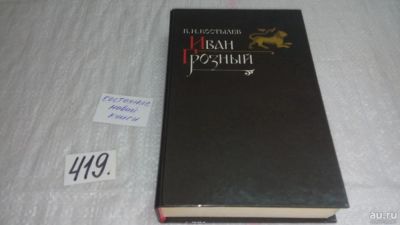 В.И.КОСТЫЛЕВ
ИВАН
ГРОЗНЫЙ
СОСТОЯНИЕ
НОВОЙ
КНИГИ
419.
au.ru